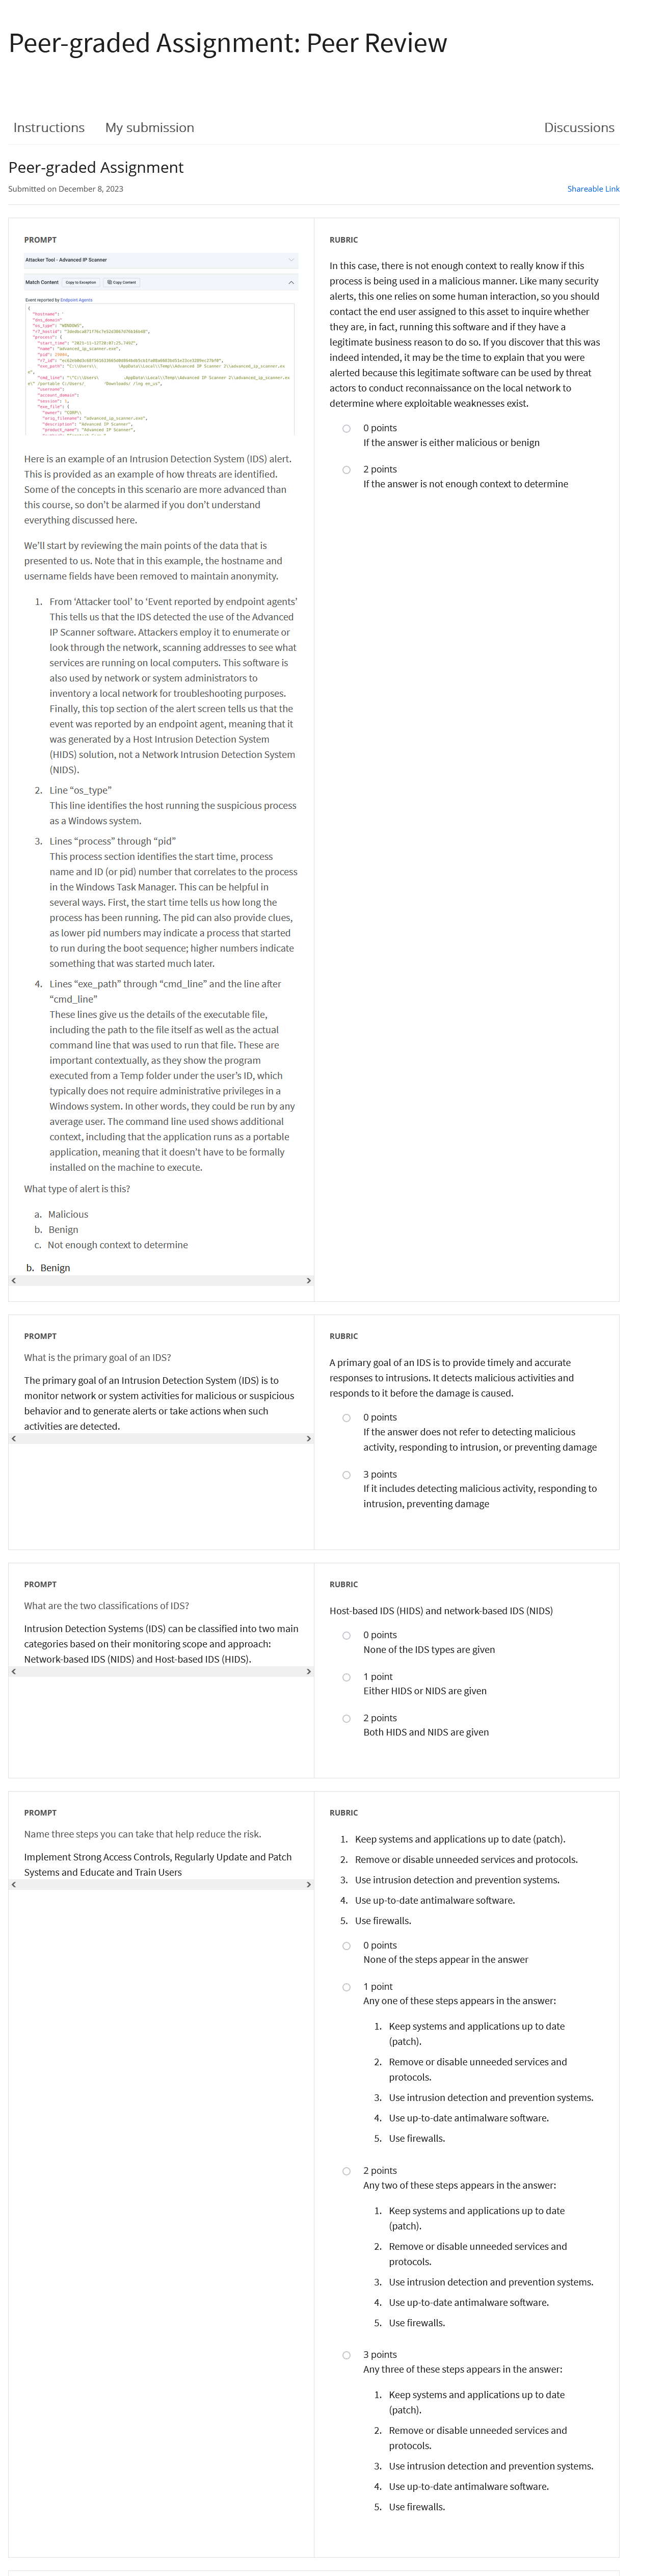 Peer-graded Assignment: Peer Review
Instructions
My submission
Discussions
Peer-graded Assignment
Submitted on December 8, 2023
Shareable Link
PROMPT
Attacker Tool - Advanced IP Scanner
Match Content
Copy to Exception
Copy Content
Event reported by Endpoint Agents
{
"hostname":
"dns_domain"
"os_type": "WINDOWS",
"process": {
"name": "advanced_ip_scanner.exe",
"username":
"account_domain":
"session": 1,
"exe_file": {
"owner": "CORP\\
"orig_filename": "advanced_ip_scanner.exe",
"description": "Advanced IP Scanner",
"product_name": "Advanced IP Scanner",
Here is an example of an Intrusion Detection System (IDS) alert.
This is provided as an example of how threats are identified.
Some of the concepts in this scenario are more advanced than
this course, so don't be alarmed if you don't understand
everything discussed here.
We'll start by reviewing the main points of the data that is
presented to us. Note that in this example, the hostname and
username fields have been removed to maintain anonymity.
1. From ‘Attacker tool’ to ‘Event reported by endpoint agents’
This tells us that the IDS detected the use of the Advanced
IP Scanner software. Attackers employ it to enumerate or
look through the network, scanning addresses to see what
services are running on local computers. This software is
also used by network or system administrators to
inventory a local network for troubleshooting purposes.
Finally, this top section of the alert screen tells us that the
event was reported by an endpoint agent, meaning that it
was generated by a Host Intrusion Detection System
(HIDS) solution, not a Network Intrusion Detection System
(NIDS).
2. Line “os_type”
This line identifies the host running the suspicious process
as a Windows system.
3. Lines “process” through “pid”
This process section identifies the start time, process
name and ID (or pid) number that correlates to the process
in the Windows Task Manager. This can be helpful in
several ways. First, the start time tells us how long the
process has been running. The pid can also provide clues,
as lower pid numbers may indicate a process that started
to run during the boot sequence; higher numbers indicate
something that was started much later.
4. Lines “exe_path” through “cmd_line” and the line after
“cmd_line”
These lines give us the details of the executable file,
including the path to the file itself as well as the actual
command line that was used to run that file. These are
important contextually, as they show the program
executed from a Temp folder under the user's ID, which
typically does not require administrative privileges in a
Windows system. In other words, they could be run by any
average user. The command line used shows additional
context, including that the application runs as a portable
application, meaning that it doesn't have to be formally
installed on the machine to execute.
What type of alert is this?
a. Malicious
b. Benign
c. Not enough context to determine
b. Benign
RUBRIC
In this case, there is not enough context to really know if this
process is being used in a malicious manner. Like many security
alerts, this one relies on some human interaction, so you should
contact the end user assigned to this asset to inquire whether
they are, in fact, running this software and if they have a
legitimate business reason to do so. If you discover that this was
indeed intended, it may be the time to explain that you were
alerted because this legitimate software can be used by threat
actors to conduct reconnaissance on the local network to
determine where exploitable weaknesses exist.
0 points
If the answer is either malicious or benign
2 points
If the answer is not enough context to determine
PROMPT
What is the primary goal of an IDS?
The primary goal of an Intrusion Detection System (IDS) is to
monitor network or system activities for malicious or suspicious
behavior and to generate alerts or take actions when such
activities are detected.
RUBRIC
A primary goal of an IDS is to provide timely and accurate
responses to intrusions. It detects malicious activities and
responds to it before the damage is caused.
0 points
If the answer does not refer to detecting malicious
activity, responding to intrusion, or preventing damage
3 points
If it includes detecting malicious activity, responding to
intrusion, preventing damage
PROMPT
What are the two classifications of IDS?
Intrusion Detection Systems (IDS) can be classified into two main
categories based on their monitoring scope and approach:
Network-based IDS (NIDS) and Host-based IDS (HIDS).
RUBRIC
Host-based IDS (HIDS) and network-based IDS (NIDS)
0 points
None of the IDS types are given
1 point
Either HIDS or NIDS are given
2 points
Both HIDS and NIDS are given
PROMPT
Name three steps you can take that help reduce the risk.
Implement Strong Access Controls, Regularly Update and Patch
Systems and Educate and Train Users
RUBRIC
1. Keep systems and applications up to date (patch).
2. Remove or disable unneeded services and protocols.
3. Use intrusion detection and prevention systems.
4. Use up-to-date antimalware software.
5. Use firewalls.
0 points
None of the steps appear in the answer
1 point
Any one of these steps appears in the answer:
1. Keep systems and applications up to date
(patch).
2. Remove or disable unneeded services and
protocols.
3. Use intrusion detection and prevention systems.
4. Use up-to-date antimalware software.
5. Use firewalls.
2 points
Any two of these steps appears in the answer:
1. Keep systems and applications up to date
(patch).
2. Remove or disable unneeded services and
protocols.
3. Use intrusion detection and prevention systems.
4. Use up-to-date antimalware software.
5. Use firewalls.
3 points
Any three of these steps appears in the answer:
1. Keep systems and applications up to date
(patch).
2. Remove or disable unneeded services and
protocols.
3. Use intrusion detection and prevention systems.
4. Use up-to-date antimalware software.
5. Use firewalls.